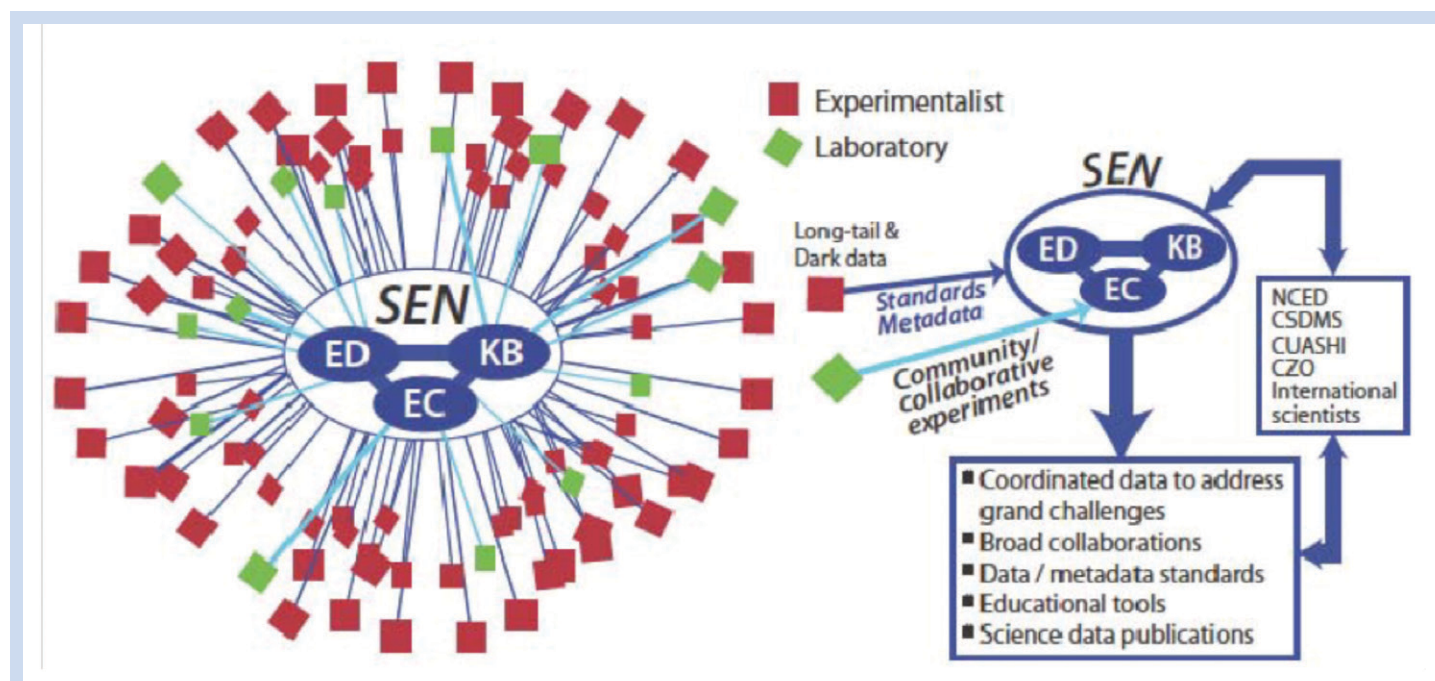 Experimentalist
Laboratory
SEN
ED
KB
EC
SEN
ED
KB
EC
Long-tail &
Dark data
Standards
Metadata
Community/
collaborative
experiments
NCED
CSDMS
CUASHI
CZO
International
scientists
▪ Coordinated data to address
grand challenges
▪ Broad collaborations
▪ Data / metadata standards
▪ Educational tools
▪ Science data publications